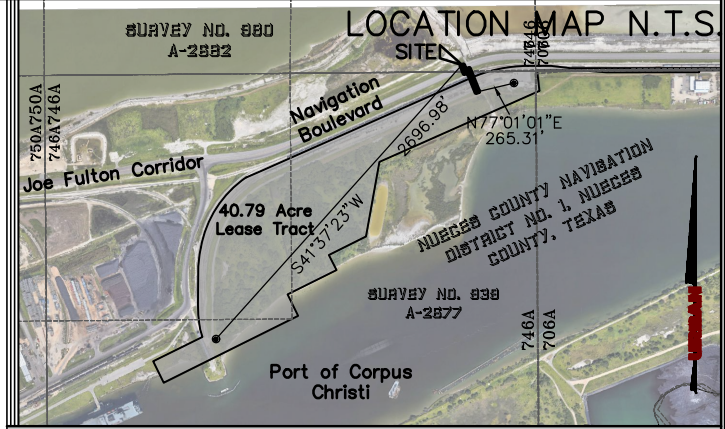 LOCATION MAP N.T.S.
SURVEY NO. 880
A-2882
SITE
746
706
750A 750A
746A 746A
Navigation
Boulevard
2696.98'
N77°01'01"E
265.31'
Joe Fulton Corridor
40.79 Acre
Lease Tract
S41°37'23"W
NUECES COUNTY NAVIGATION
DISTRICT NO. 1, NUECES
COUNTY, TEXAS
SURVEY NO. 839
A-2877
746A
706A
Port of Corpus
Christi
URBAN